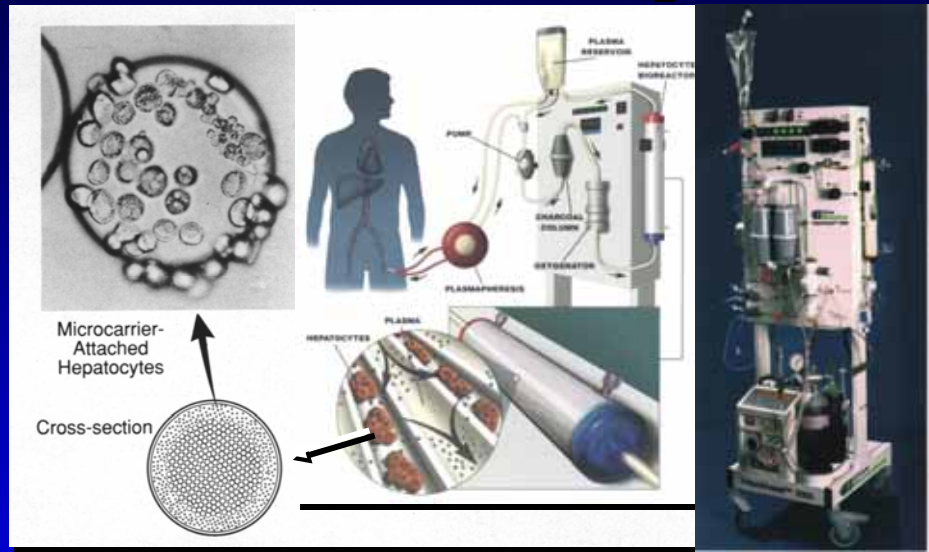 PLASMA
RESERVOIR
HEPATOCYTE
BIOREACTOR
PUMP
CHARCOAL
COLUMN
OXYGENATOR
PLASMAPHERESIS
PLASMA
HEPATOCYTES
Microcarrier-
Attached
Hepatocytes
Cross-section